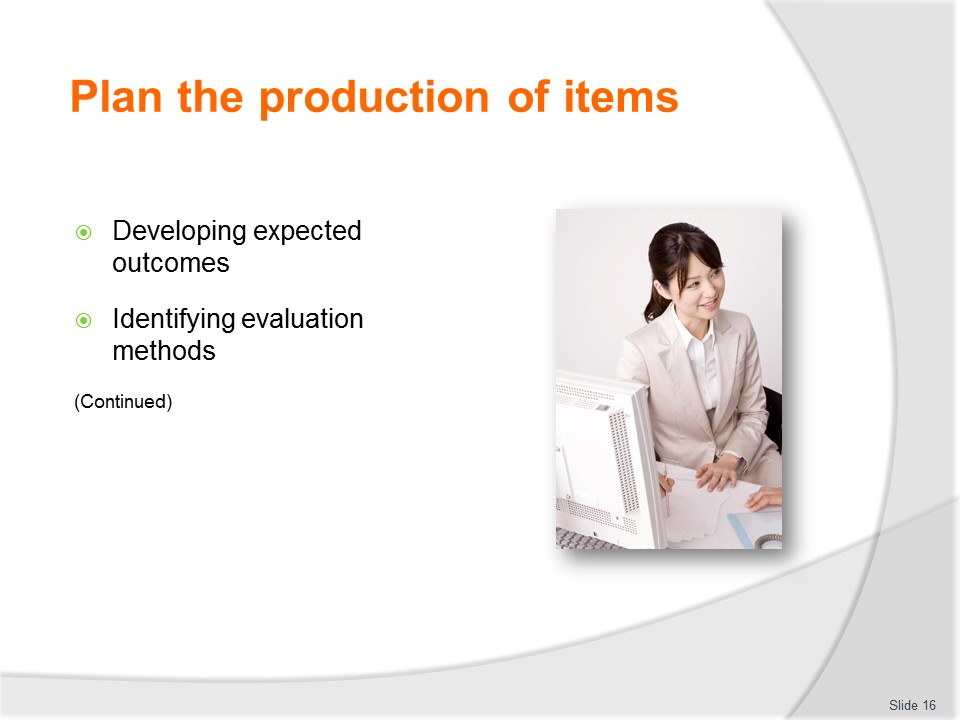 Plan the production of items
Developing expected
outcomes
Identifying evaluation
methods
(Continued)
Slide 16